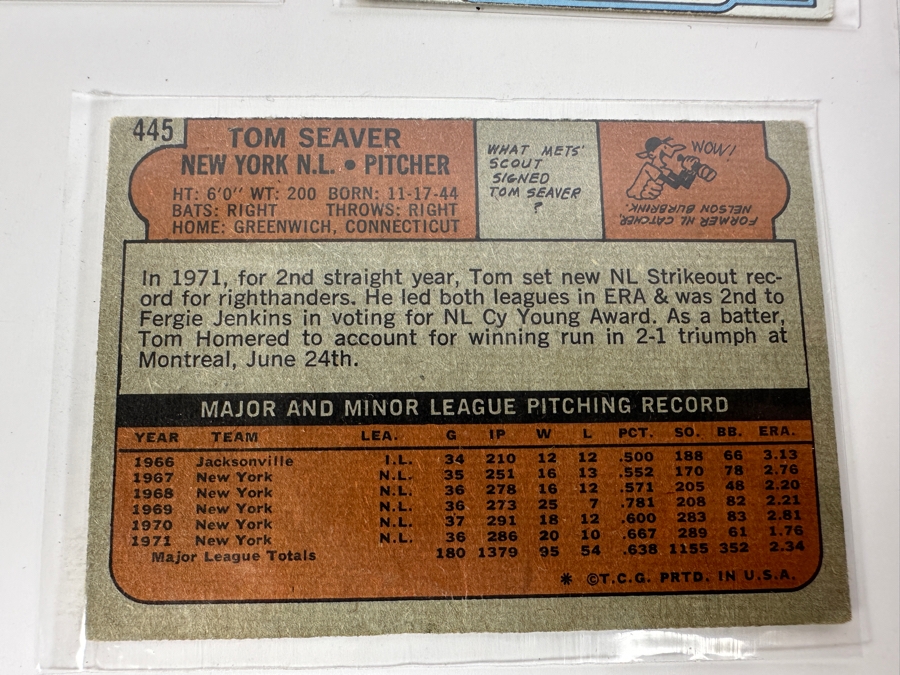 445
TOM SEAVER
NEW YORK N.L. • PITCHER
HT: 6'0" WT: 200 BORN: 11-17-44
BATS: RIGHT THROWS: RIGHT
HOME: GREENWICH, CONNECTICUT
WHAT METS'
SCOUT
SIGNED
TOM SEAVER
?
WOW!
FORMER NL CATCHER,
NELSON BURBRINK.
In 1971, for 2nd straight year, Tom set new NL Strikeout rec-
ord for righthanders. He led both leagues in ERA & was 2nd to
Fergie Jenkins in voting for NL Cy Young Award. As a batter,
Tom Homered to account for winning run in 2-1 triumph at
Montreal, June 24th.
MAJOR AND MINOR LEAGUE PITCHING RECORD
YEAR TEAM LEA. G IP W L PCT. SO. BB. ERA.
1966 Jacksonville I.L. 34 210 12 12 .500 188 66 3.13
1967 New York N.L. 35 251 16 13 .552 170 78 2.76
1968 New York N.L. 36 278 16 12 .571 205 48 2.20
1969 New York N.L. 36 273 25 7 .781 208 82 2.21
1970 New York N.L. 37 291 18 12 .600 283 83 2.81
1971 New York N.L. 36 286 20 10 .667 289 61 1.76
Major League Totals 180 1379 95 54 .638 1155 352 2.34
* ©T.C.G. PRTD. IN U.S.A.